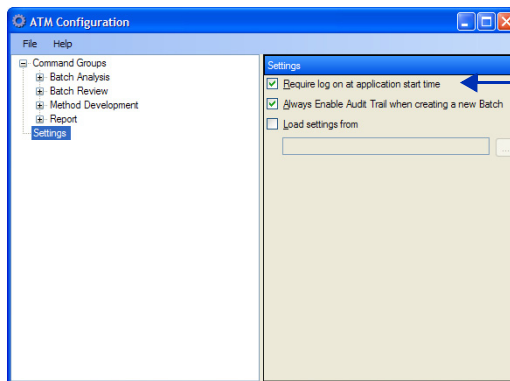 ATM Configuration
File Help
Command Groups
Batch Analysis
Batch Review
Method Development
Report
Settings
Settings
Require log on at application start time
Always Enable Audit Trail when creating a new Batch
Load settings from
...